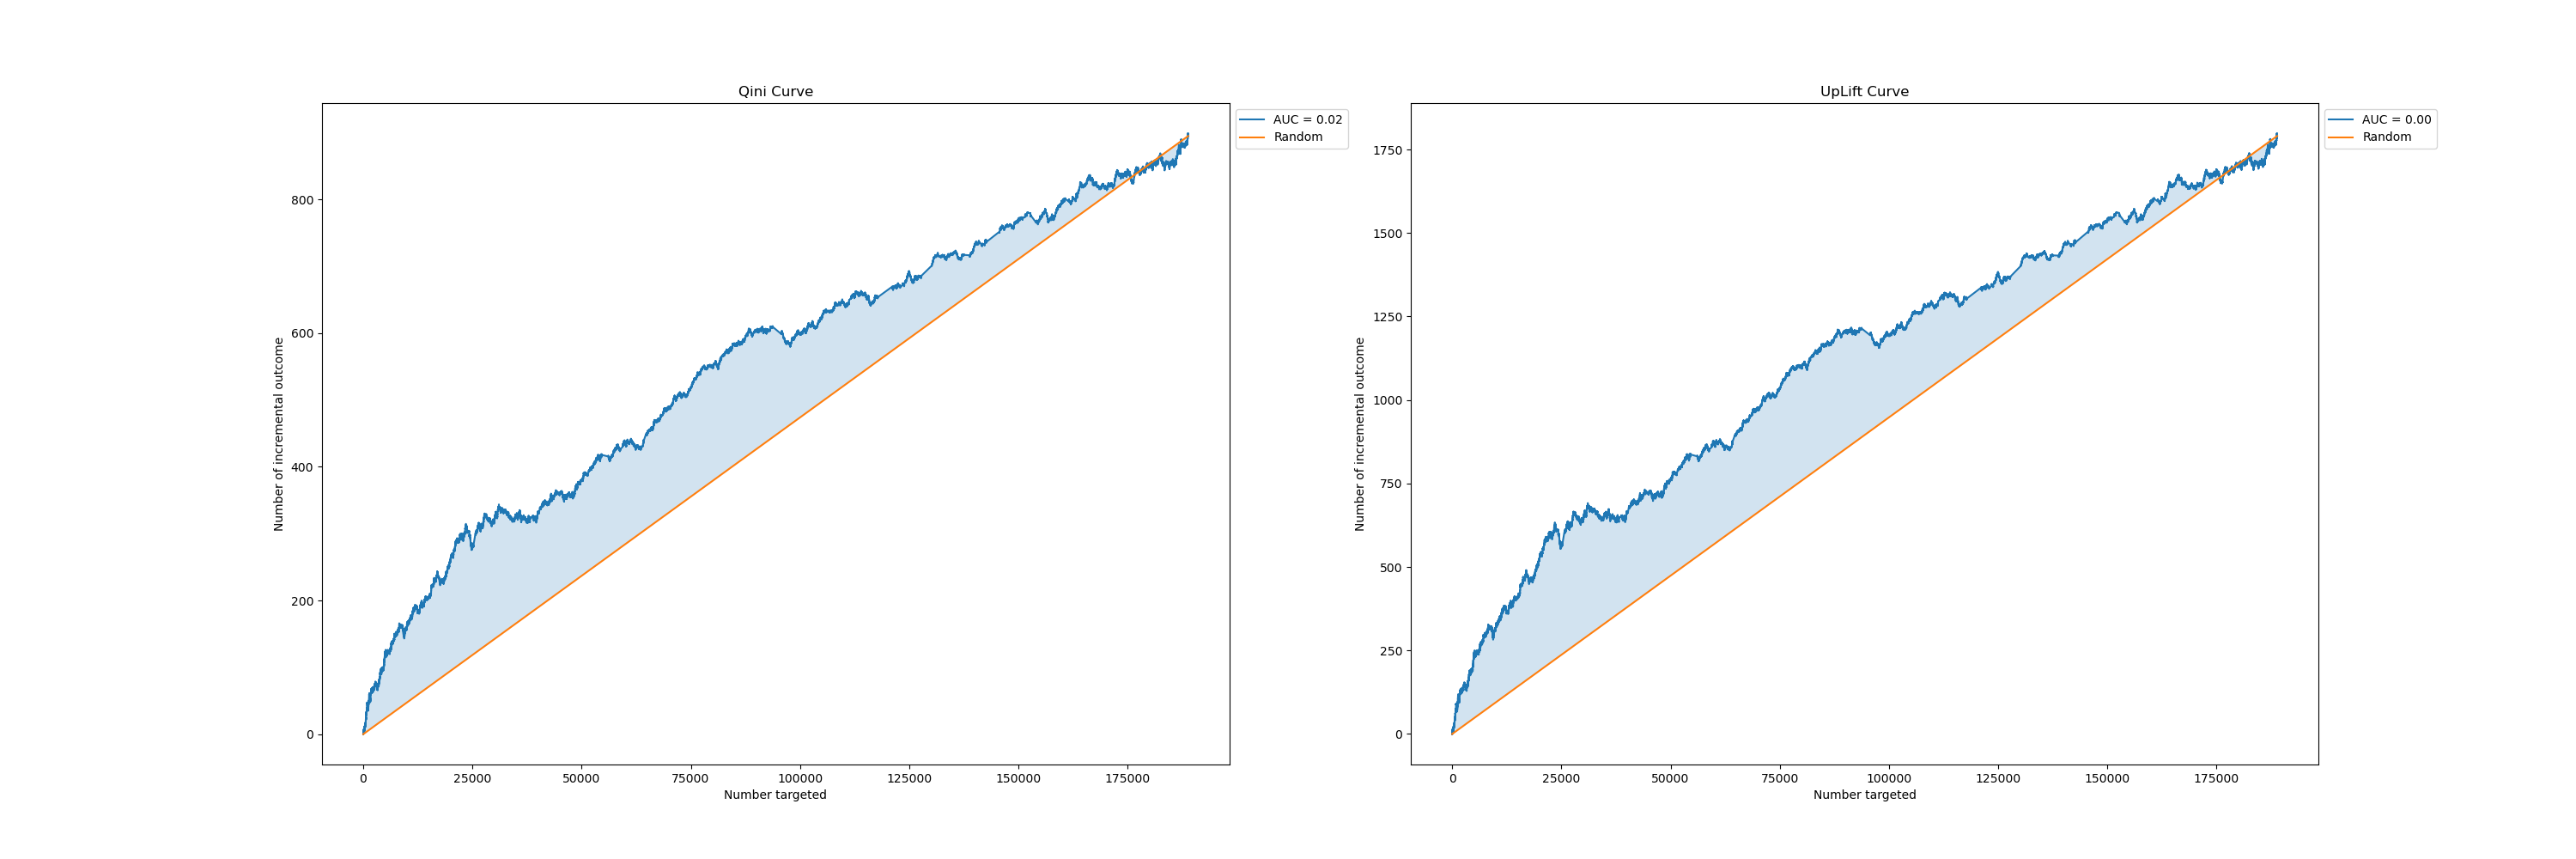 Qini Curve
AUC = 0.02
Random
Number of incremental outcome
800
600
400
200
0
0 25000 50000 75000 100000 125000 150000 175000
Number targeted
UpLift Curve
AUC = 0.00
Random
Number of incremental outcome
1750
1500
1250
1000
750
500
250
0
0 25000 50000 75000 100000 125000 150000 175000
Number targeted